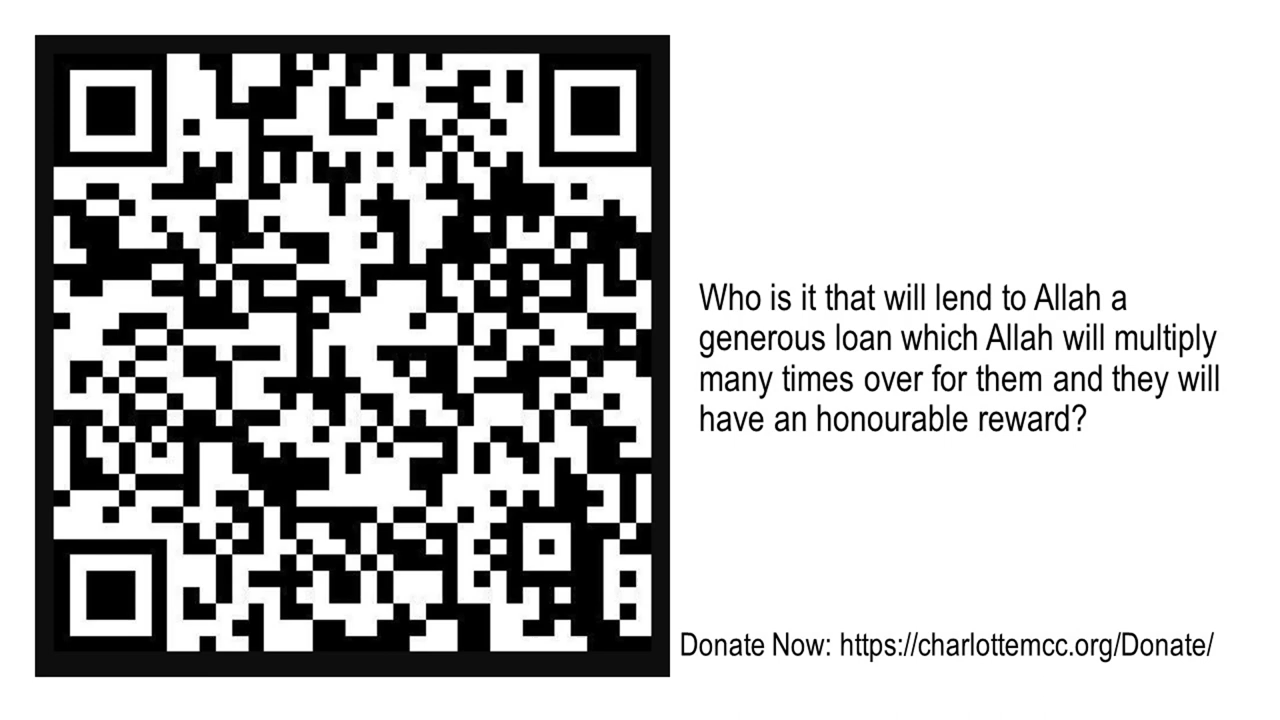 Who is it that will lend to Allah a
generous loan which Allah will multiply
many times over for them and they will
have an honourable reward?
Donate Now: https://charlottemcc.org/Donate/